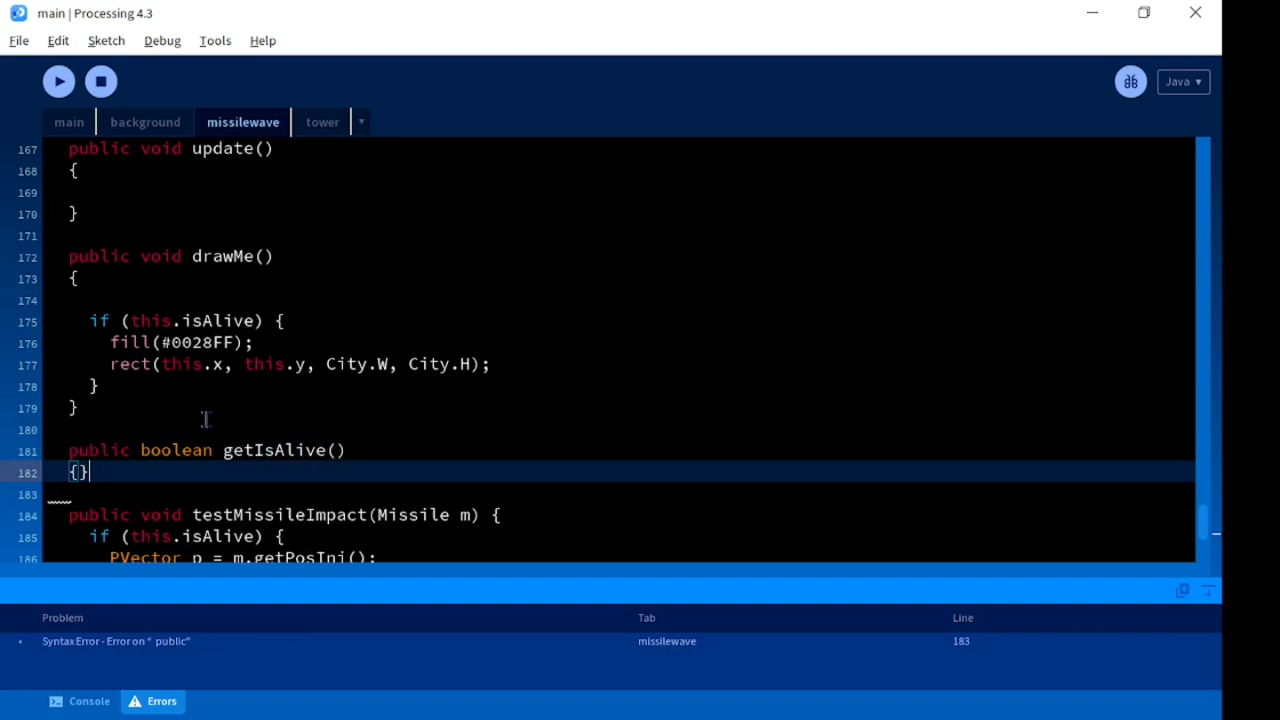 main | Processing 4.3
File Edit Sketch Debug Tools Help
Java ▾
main background missilewave tower ▾
167 public void update()
168 {
169
170 }
171
172 public void drawMe()
173 {
174
175 if (this.isAlive) {
176 fill(#0028FF);
177 rect(this.x, this.y, City.W, City.H);
178 }
179 }
180
181 public boolean getIsAlive()
182 {}
183
184 public void testMissileImpact(Missile m) {
185 if (this.isAlive) {
186 PVector p = m.getPosIni();
Problem Tab Line
• Syntax Error - Error on “ public” missilewave 183
Console Errors